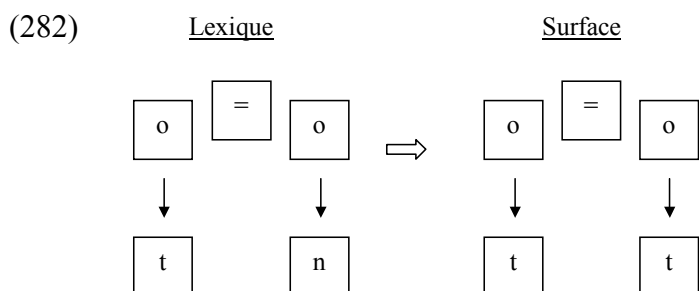 (282) Lexique Surface
= =
o o o o
t n t t